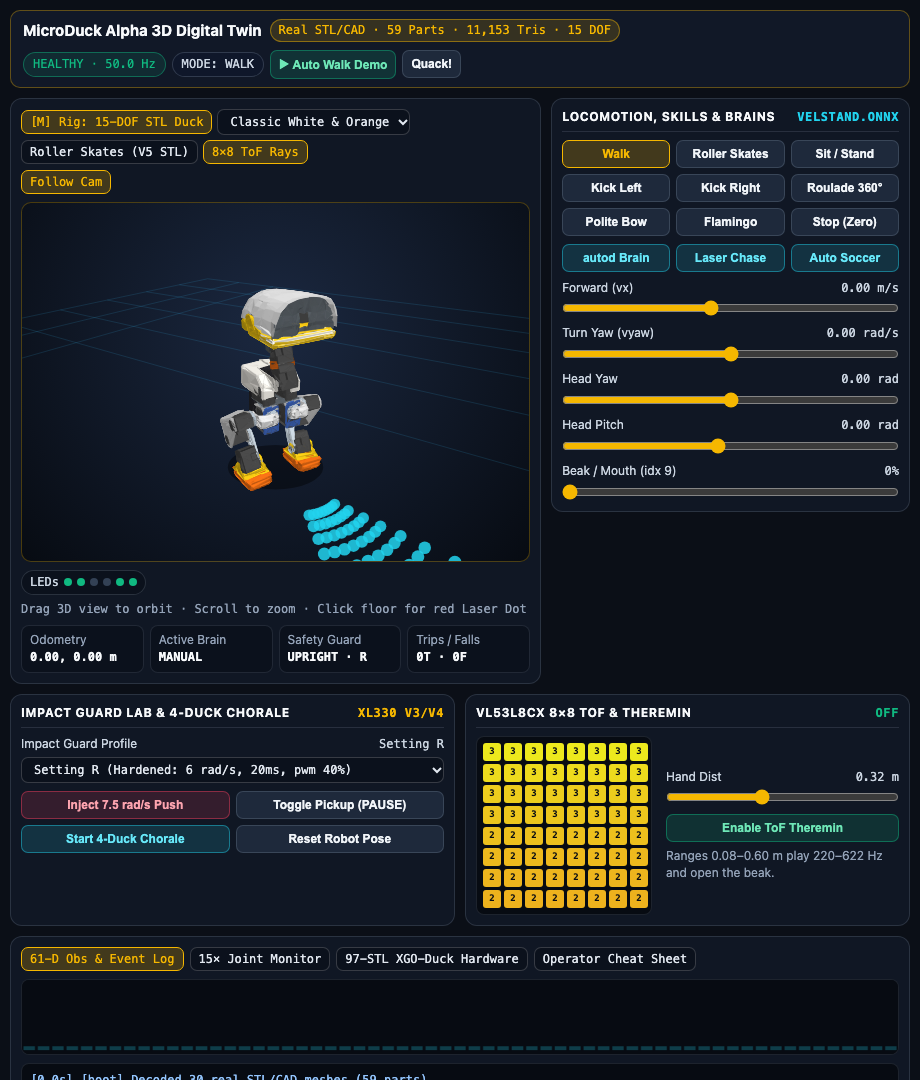 MicroDuck Alpha 3D Digital Twin
Real STL/CAD · 59 Parts · 11,153 Tris · 15 DOF
HEALTHY · 50.0 Hz
MODE: WALK
▶ Auto Walk Demo
Quack!
[M] Rig: 15-DOF STL Duck
Classic White & Orange
Roller Skates (V5 STL)
8×8 ToF Rays
Follow Cam
LEDs
Drag 3D view to orbit · Scroll to zoom · Click floor for red Laser Dot
Odometry
0.00, 0.00 m
Active Brain
MANUAL
Safety Guard
UPRIGHT · R
Trips / Falls
0T · 0F
LOCOMOTION, SKILLS & BRAINS
VELSTAND.ONNX
Walk
Roller Skates
Sit / Stand
Kick Left
Kick Right
Roulade 360°
Polite Bow
Flamingo
Stop (Zero)
autod Brain
Laser Chase
Auto Soccer
Forward (vx)
0.00 m/s
Turn Yaw (vyaw)
0.00 rad/s
Head Yaw
0.00 rad
Head Pitch
0.00 rad
Beak / Mouth (idx 9)
0%
IMPACT GUARD LAB & 4-DUCK CHORALE
XL330 V3/V4
Impact Guard Profile
Setting R
Setting R (Hardened: 6 rad/s, 20ms, pwm 40%)
Inject 7.5 rad/s Push
Toggle Pickup (PAUSE)
Start 4-Duck Chorale
Reset Robot Pose
VL53L8CX 8×8 TOF & THEREMIN
OFF
3 3 3 3 3 3 3 3
3 3 3 3 3 3 3 3
3 3 3 3 3 3 3 3
3 3 3 3 3 3 3 3
2 2 2 2 2 2 2 2
2 2 2 2 2 2 2 2
2 2 2 2 2 2 2 2
2 2 2 2 2 2 2 2
Hand Dist
0.32 m
Enable ToF Theremin
Ranges 0.08–0.60 m play 220–622 Hz
and open the beak.
61-D Obs & Event Log
15× Joint Monitor
97-STL XGO-Duck Hardware
Operator Cheat Sheet
[0.0s] [boot] Decoded 30 real STL/CAD meshes (59 parts)